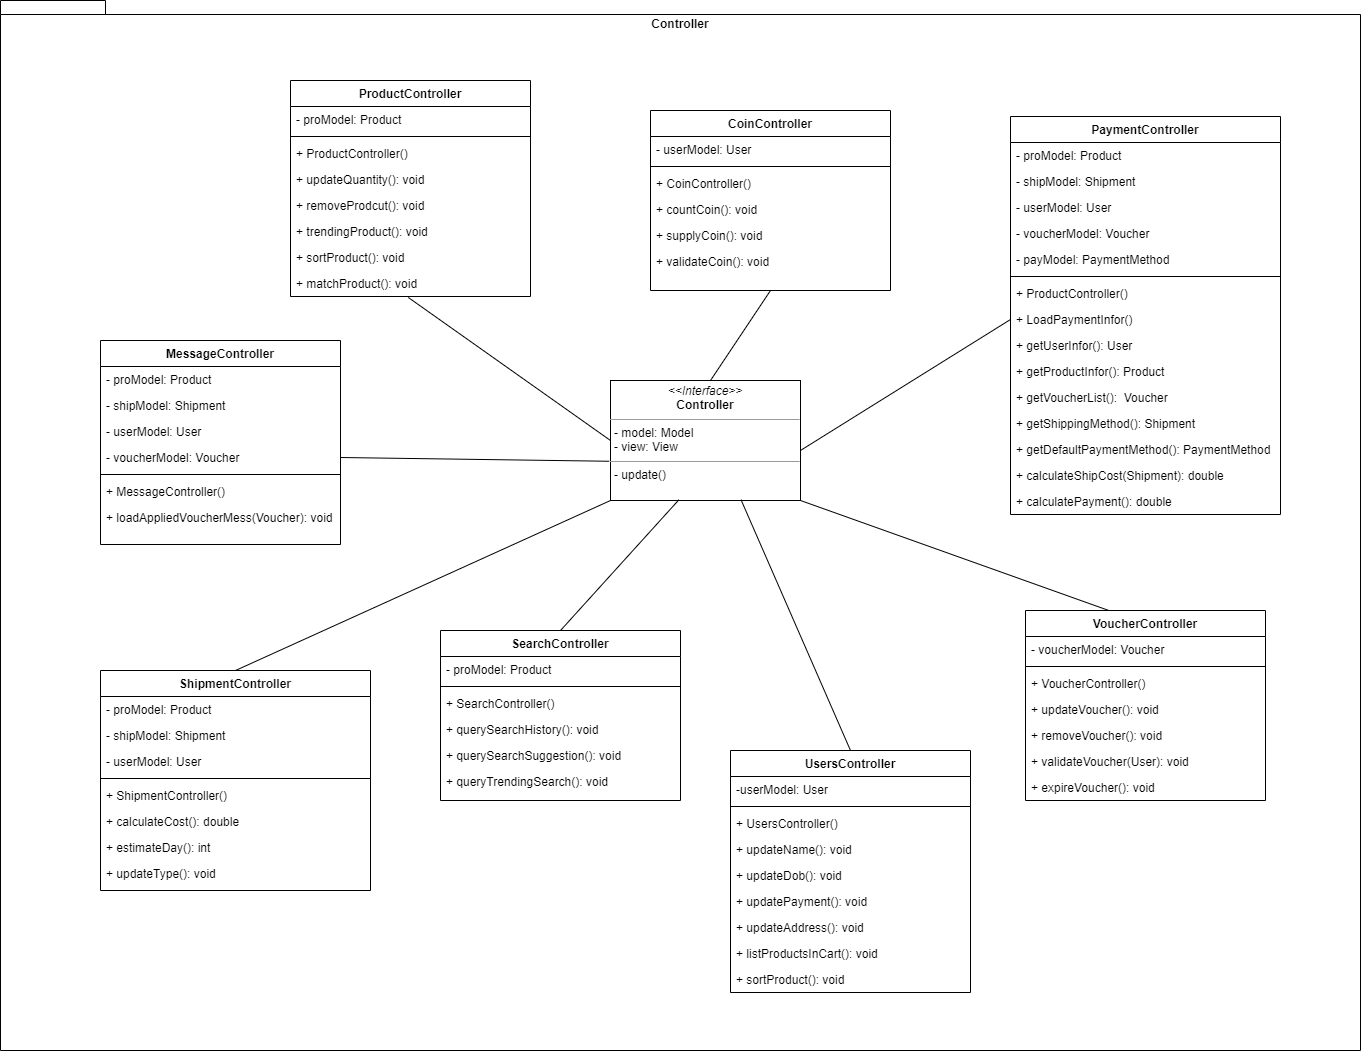 Controller
ProductController
- proModel: Product
+ ProductController()
+ updateQuantity(): void
+ removeProdcut(): void
+ trendingProduct(): void
+ sortProduct(): void
+ matchProduct(): void
CoinController
- userModel: User
+ CoinController()
+ countCoin(): void
+ supplyCoin(): void
+ validateCoin(): void
PaymentController
- proModel: Product
- shipModel: Shipment
- userModel: User
- voucherModel: Voucher
- payModel: PaymentMethod
+ ProductController()
+ LoadPaymentInfor()
+ getUserInfor(): User
+ getProductInfor(): Product
+ getVoucherList():  Voucher
+ getShippingMethod(): Shipment
+ getDefaultPaymentMethod(): PaymentMethod
+ calculateShipCost(Shipment): double
+ calculatePayment(): double
MessageController
- proModel: Product
- shipModel: Shipment
- userModel: User
- voucherModel: Voucher
+ MessageController()
+ loadAppliedVoucherMess(Voucher): void
<<Interface>>
Controller
- model: Model
- view: View
- update()
ShipmentController
- proModel: Product
- shipModel: Shipment
- userModel: User
+ ShipmentController()
+ calculateCost(): double
+ estimateDay(): int
+ updateType(): void
SearchController
- proModel: Product
+ SearchController()
+ querySearchHistory(): void
+ querySearchSuggestion(): void
+ queryTrendingSearch(): void
UsersController
-userModel: User
+ UsersController()
+ updateName(): void
+ updateDob(): void
+ updatePayment(): void
+ updateAddress(): void
+ listProductsInCart(): void
+ sortProduct(): void
VoucherController
- voucherModel: Voucher
+ VoucherController()
+ updateVoucher(): void
+ removeVoucher(): void
+ validateVoucher(User): void
+ expireVoucher(): void